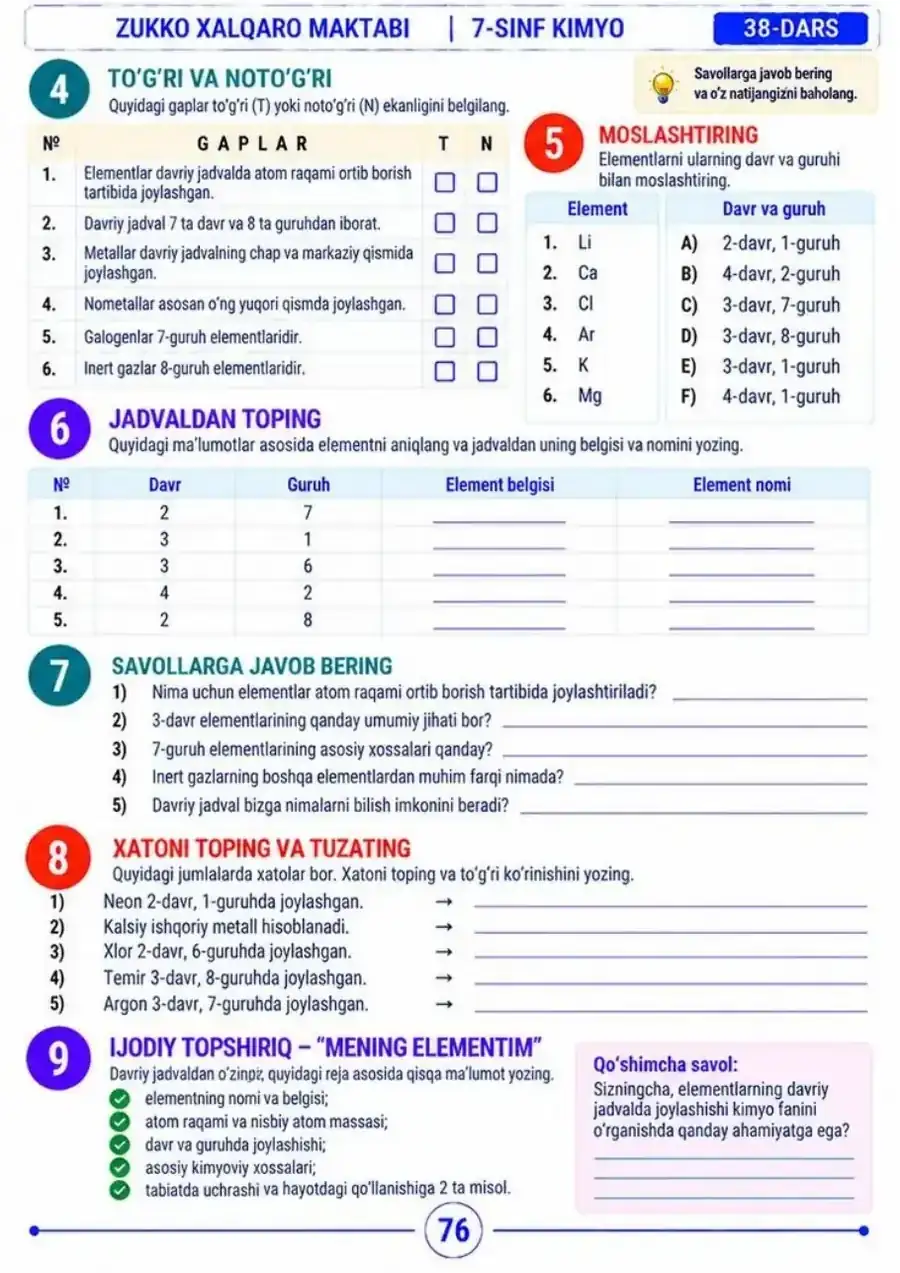 ZUKKO XALQARO MAKTABI | 7-SINF KIMYO 38-DARS
4 TO‘G‘RI VA NOTO‘G‘RI
Quyidagi gaplar to‘g‘ri (T) yoki noto‘g‘ri (N) ekanligini belgilang.
Savollarga javob bering
va o‘z natijangizni baholang.
№ GAPLAR T N
1. Elementlar davriy jadvalda atom raqami ortib borish
tartibida joylashgan.
2. Davriy jadval 7 ta davr va 8 ta guruhdan iborat.
3. Metallar davriy jadvalning chap va markaziy qismida
joylashgan.
4. Nometallar asosan o‘ng yuqori qismda joylashgan.
5. Galogenlar 7-guruh elementlaridir.
6. Inert gazlar 8-guruh elementlaridir.
5 MOSLASHTIRING
Elementlarni ularning davr va guruhi
bilan moslashtiring.
Element Davr va guruh
1. Li A) 2-davr, 1-guruh
2. Ca B) 4-davr, 2-guruh
3. Cl C) 3-davr, 7-guruh
4. Ar D) 3-davr, 8-guruh
5. K E) 3-davr, 1-guruh
6. Mg F) 4-davr, 1-guruh
6 JADVALDAN TOPING
Quyidagi ma’lumotlar asosida elementni aniqlang va jadvaldan uning belgisi va nomini yozing.
№ Davr Guruh Element belgisi Element nomi
1. 2 7
2. 3 1
3. 3 6
4. 4 2
5. 2 8
7 SAVOLLARGA JAVOB BERING
1) Nima uchun elementlar atom raqami ortib borish tartibida joylashtiriladi?
2) 3-davr elementlarining qanday umumiy jihati bor?
3) 7-guruh elementlarining asosiy xossalari qanday?
4) Inert gazlarning boshqa elementlardan muhim farqi nimada?
5) Davriy jadval bizga nimalarni bilish imkonini beradi?
8 XATONI TOPING VA TUZATING
Quyidagi jumlalarda xatolar bor. Xatoni toping va to‘g‘ri ko‘rinishini yozing.
1) Neon 2-davr, 1-guruhda joylashgan. →
2) Kalsiy ishqoriy metall hisoblanadi. →
3) Xlor 2-davr, 6-guruhda joylashgan. →
4) Temir 3-davr, 8-guruhda joylashgan. →
5) Argon 3-davr, 7-guruhda joylashgan. →
9 IJODIY TOPSHIRIQ – “MENING ELEMENTIM”
Davriy jadvaldan quyidagi reja asosida qisqa ma’lumot yozing.
elementning nomi va belgisi;
atom raqami va nisbiy atom massasi;
davr va guruhda joylashishi;
asosiy kimyoviy xossalari;
tabiatda uchrashi va hayotdagi qo‘llanishiga 2 ta misol.
Qo‘shimcha savol:
Sizningcha, elementlarning davriy
jadvalda joylashishi kimyo fanini
o‘rganishda qanday ahamiyatga ega?
76